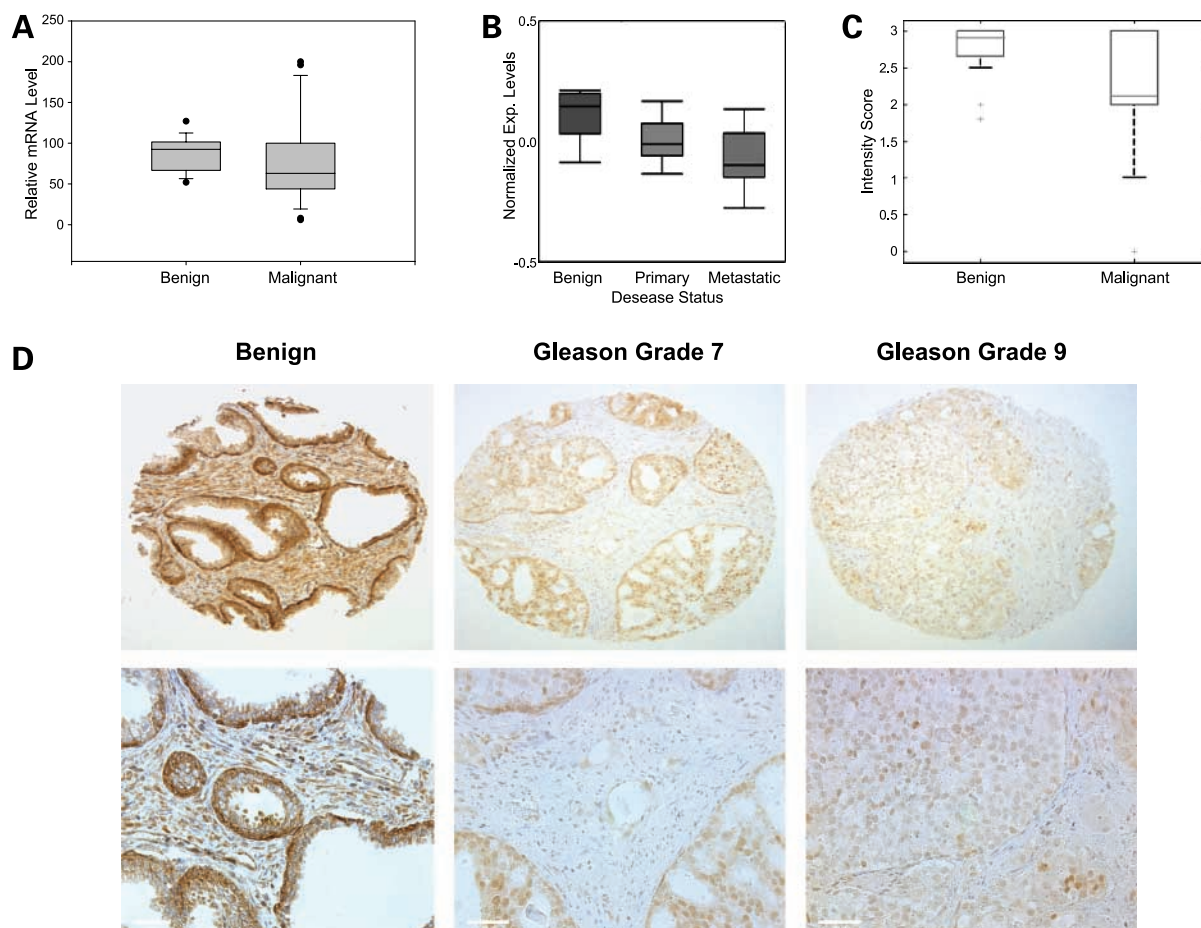 A
Relative mRNA Level
250
200
150
100
50
0
Benign Malignant
B
Normalized Exp. Levels
0.5
0.0
-0.5
Benign Primary Metastatic
Desease Status
C
Intensity Score
3
2.5
2
1.5
1
0.5
0
Benign Malignant
D
Benign Gleason Grade 7 Gleason Grade 9